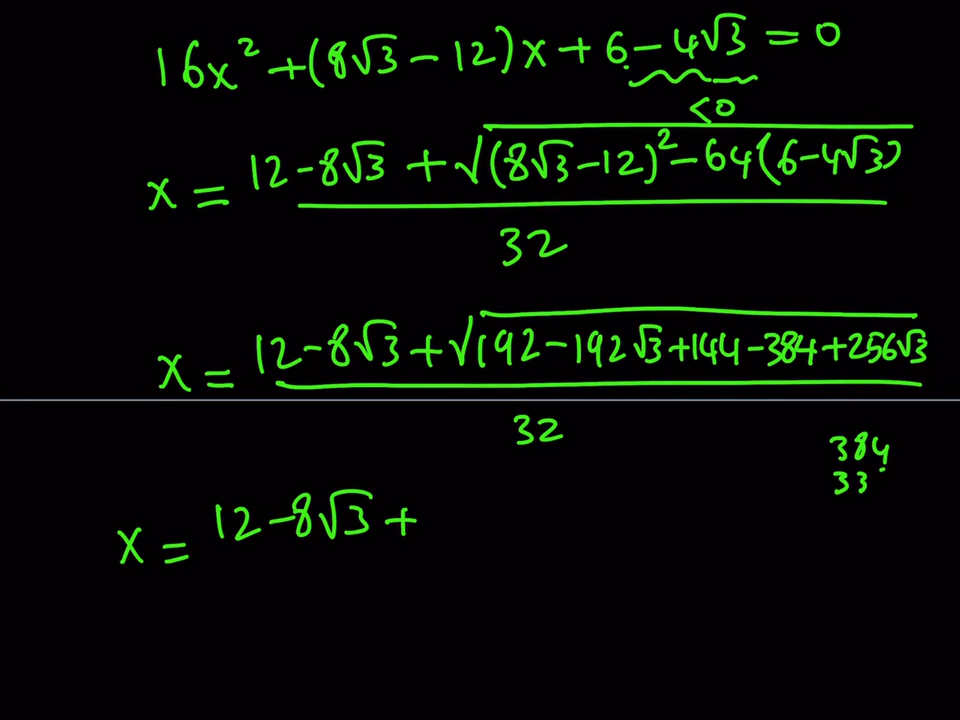 16x² + (8√3 - 12)x + 6 - 4√3 = 0
<0
x = 12 - 8√3 + √(8√3 - 12)² - 64(6 - 4√3)
32
x = 12 - 8√3 + √192 - 192√3 + 144 - 384 + 256√3
32
384
33
x = 12 - 8√3 +